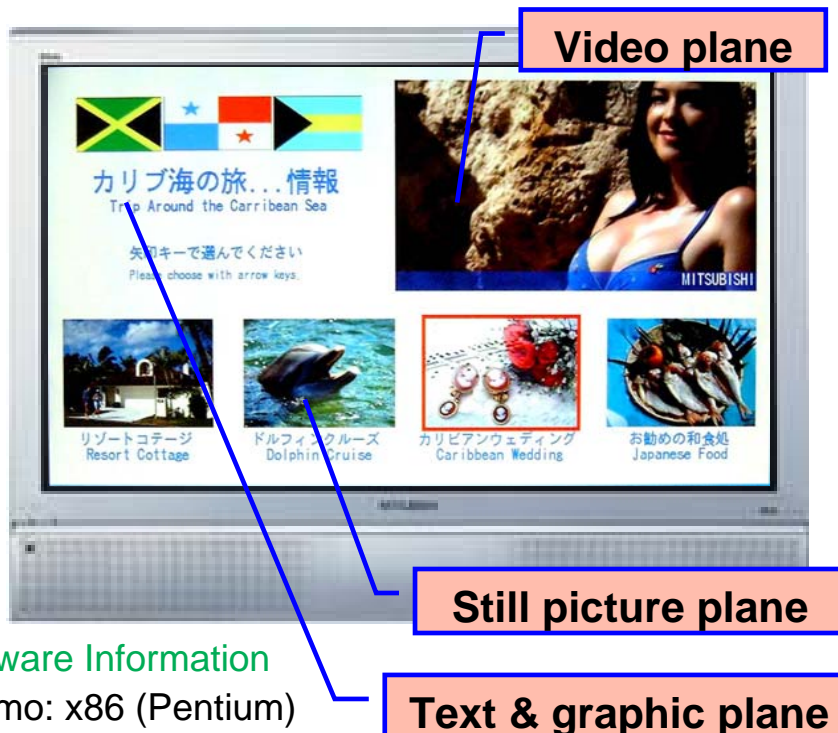 Video plane
カリブ海の旅...情報
Trip Around the Carribean Sea
矢印キーで選んでください
Please choose with arrow keys.
MITSUBISHI
リゾートコテージ
Resort Cottage
ドルフィンクルーズ
Dolphin Cruise
カリビアンウェディング
Caribbean Wedding
お勧めの和食処
Japanese Food
MITSUBISHI
Still picture plane
ware Information
mo: x86 (Pentium)
Text & graphic plane